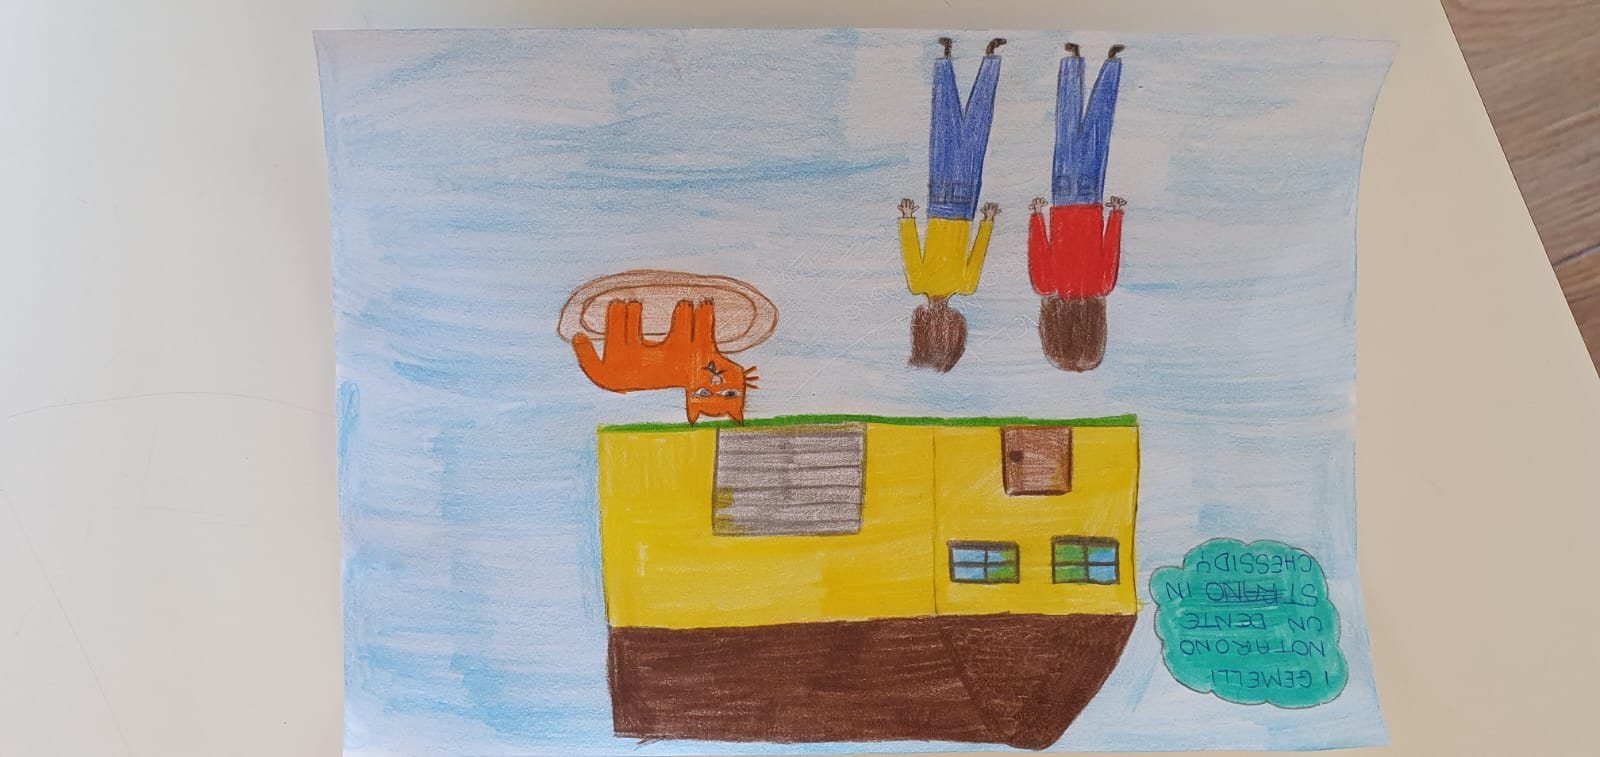 I GEMELLI
NOTARONO
UN DENTE
STRANO IN
CHESSIDY